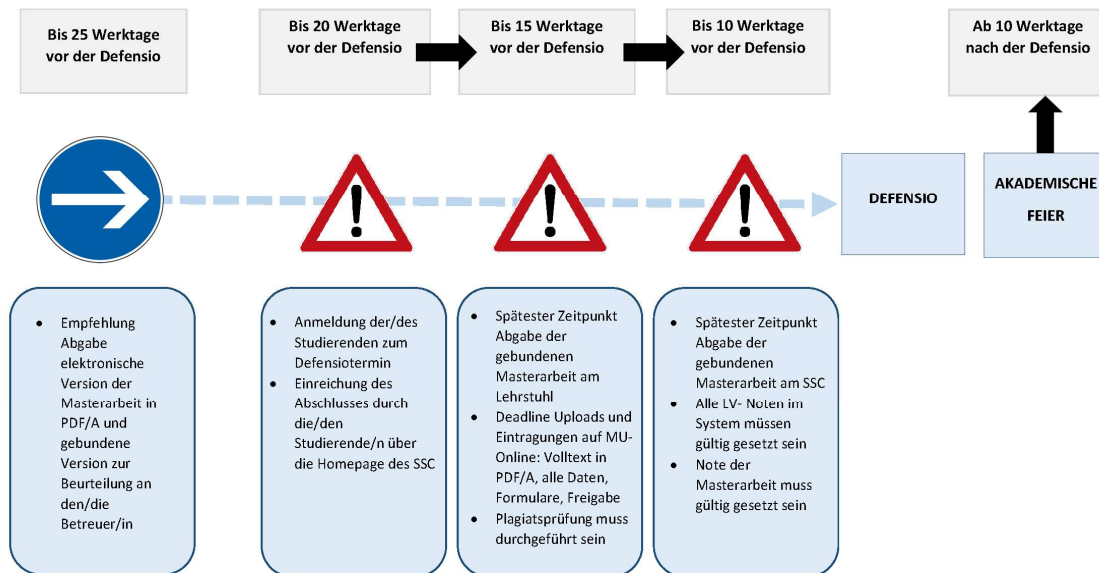 Bis 25 Werktage
vor der Defensio
Bis 20 Werktage
vor der Defensio
Bis 15 Werktage
vor der Defensio
Bis 10 Werktage
vor der Defensio
Ab 10 Werktage
nach der Defensio
DEFENSIO
AKADEMISCHE
FEIER
• Empfehlung
Abgabe
elektronische
Version der
Masterarbeit in
PDF/A und
gebundene
Version zur
Beurteilung an
den/die
Betreuer/in
• Anmeldung der/des
Studierenden zum
Defensiotermin
• Einreichung des
Abschlusses durch
die/den
Studierende/n über
die Homepage des SSC
• Spätester Zeitpunkt
Abgabe der
gebundenen
Masterarbeit am
Lehrstuhl
• Deadline Uploads und
Eintragungen auf MU-
Online: Volltext in
PDF/A, alle Daten,
Formulare, Freigabe
• Plagiatsprüfung muss
durchgeführt sein
• Spätester Zeitpunkt
Abgabe der
gebundenen
Masterarbeit am SSC
• Alle LV- Noten im
System müssen
gültig gesetzt sein
• Note der
Masterarbeit muss
gültig gesetzt sein